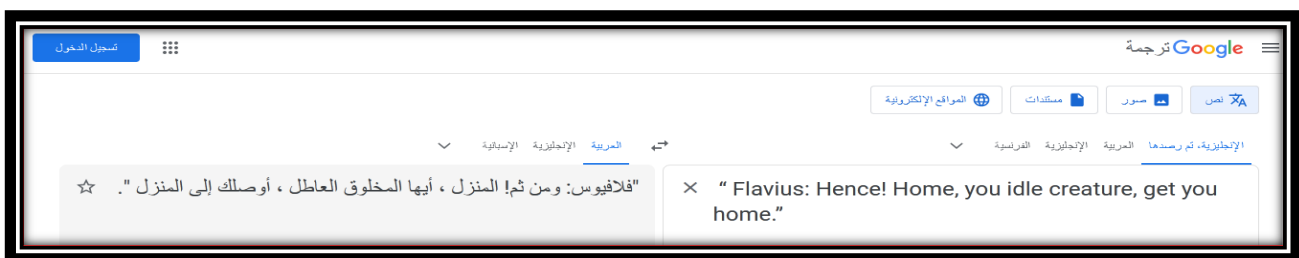 Google ترجمة
تسجيل الدخول
نص صور مستندات المواقع الإلكترونية
الإنجليزية، تم رصدها العربية الإنجليزية الفرنسية
العربية الإنجليزية الإسبانية
“ Flavius: Hence! Home, you idle creature, get you
home.”
"فلافيوس: ومن ثم! المنزل ، أيها المخلوق العاطل ، أوصلك إلى المنزل ".